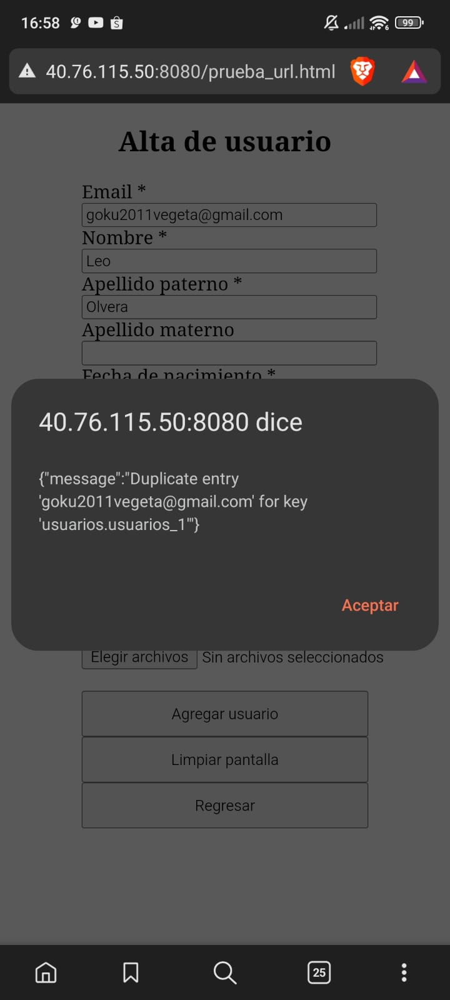 16:58
99
40.76.115.50:8080/prueba_url.html
Alta de usuario
Email *
goku2011vegeta@gmail.com
Nombre *
Leo
Apellido paterno *
Olvera
Apellido materno
Fecha de nacimiento *
40.76.115.50:8080 dice
{"message":"Duplicate entry
'goku2011vegeta@gmail.com' for key
'usuarios.usuarios_1'"}
Aceptar
Elegir archivos Sin archivos seleccionados
Agregar usuario
Limpiar pantalla
Regresar
25